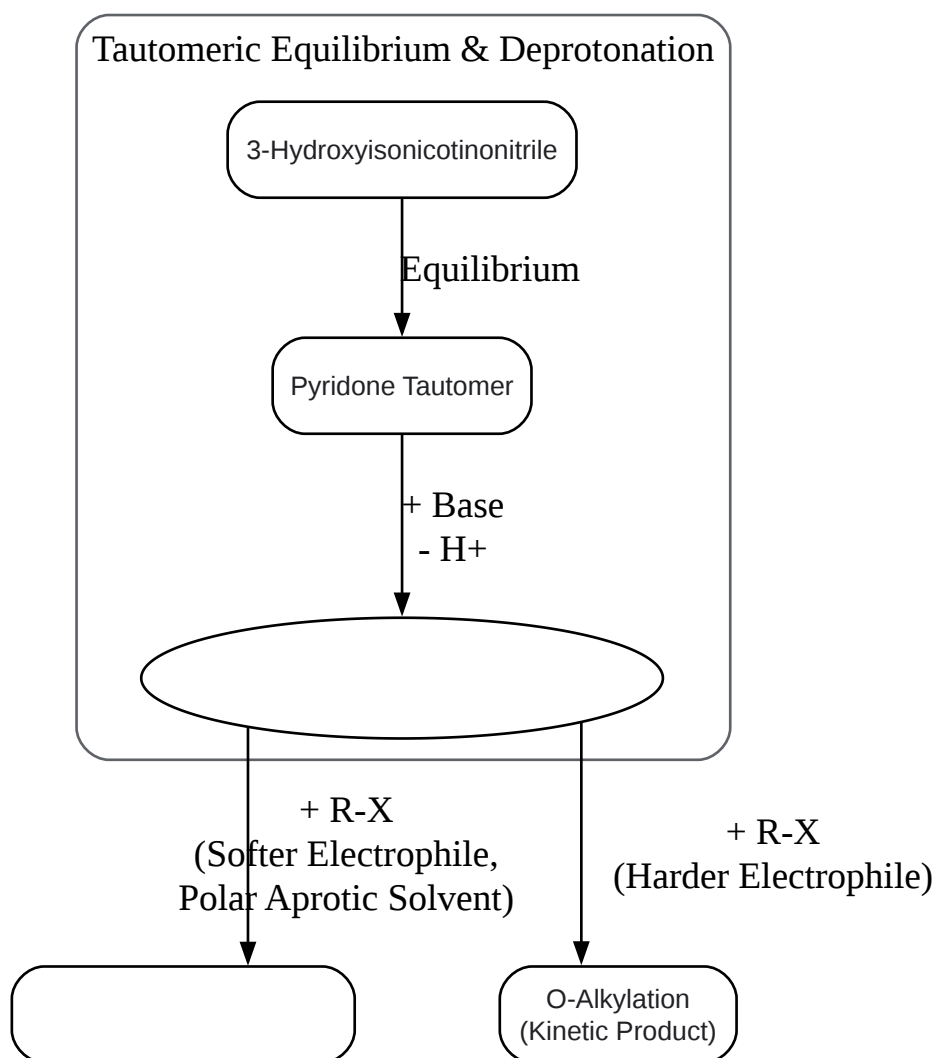 Tautomeric Equilibrium & Deprotonation
3-Hydroxyisonicotinonitrile
Equilibrium
Pyridone Tautomer
+ Base
- H+
+ R-X
(Softer Electrophile,
Polar Aprotic Solvent)
+ R-X
(Harder Electrophile)
O-Alkylation
(Kinetic Product)